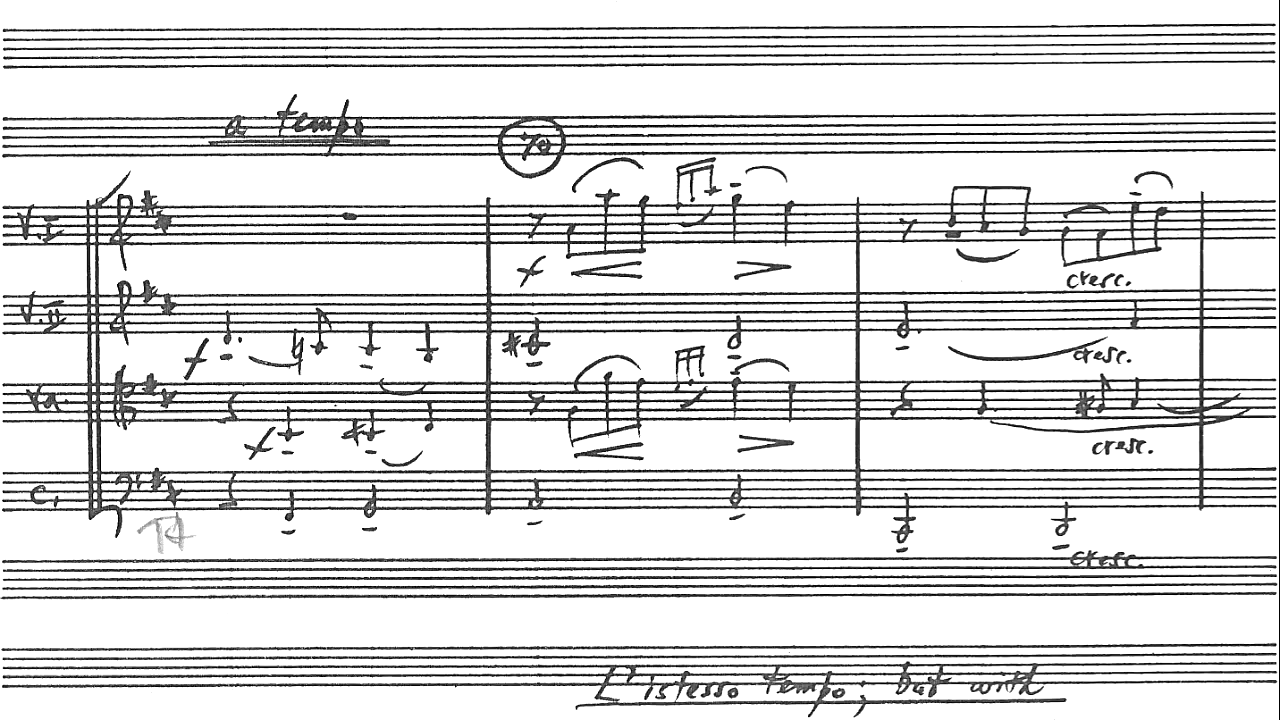 a tempo
70
V.I
V.II
f
cresc.
f
cresc.
Va.
f
cresc.
C.
cresc.
L'istesso tempo; but with